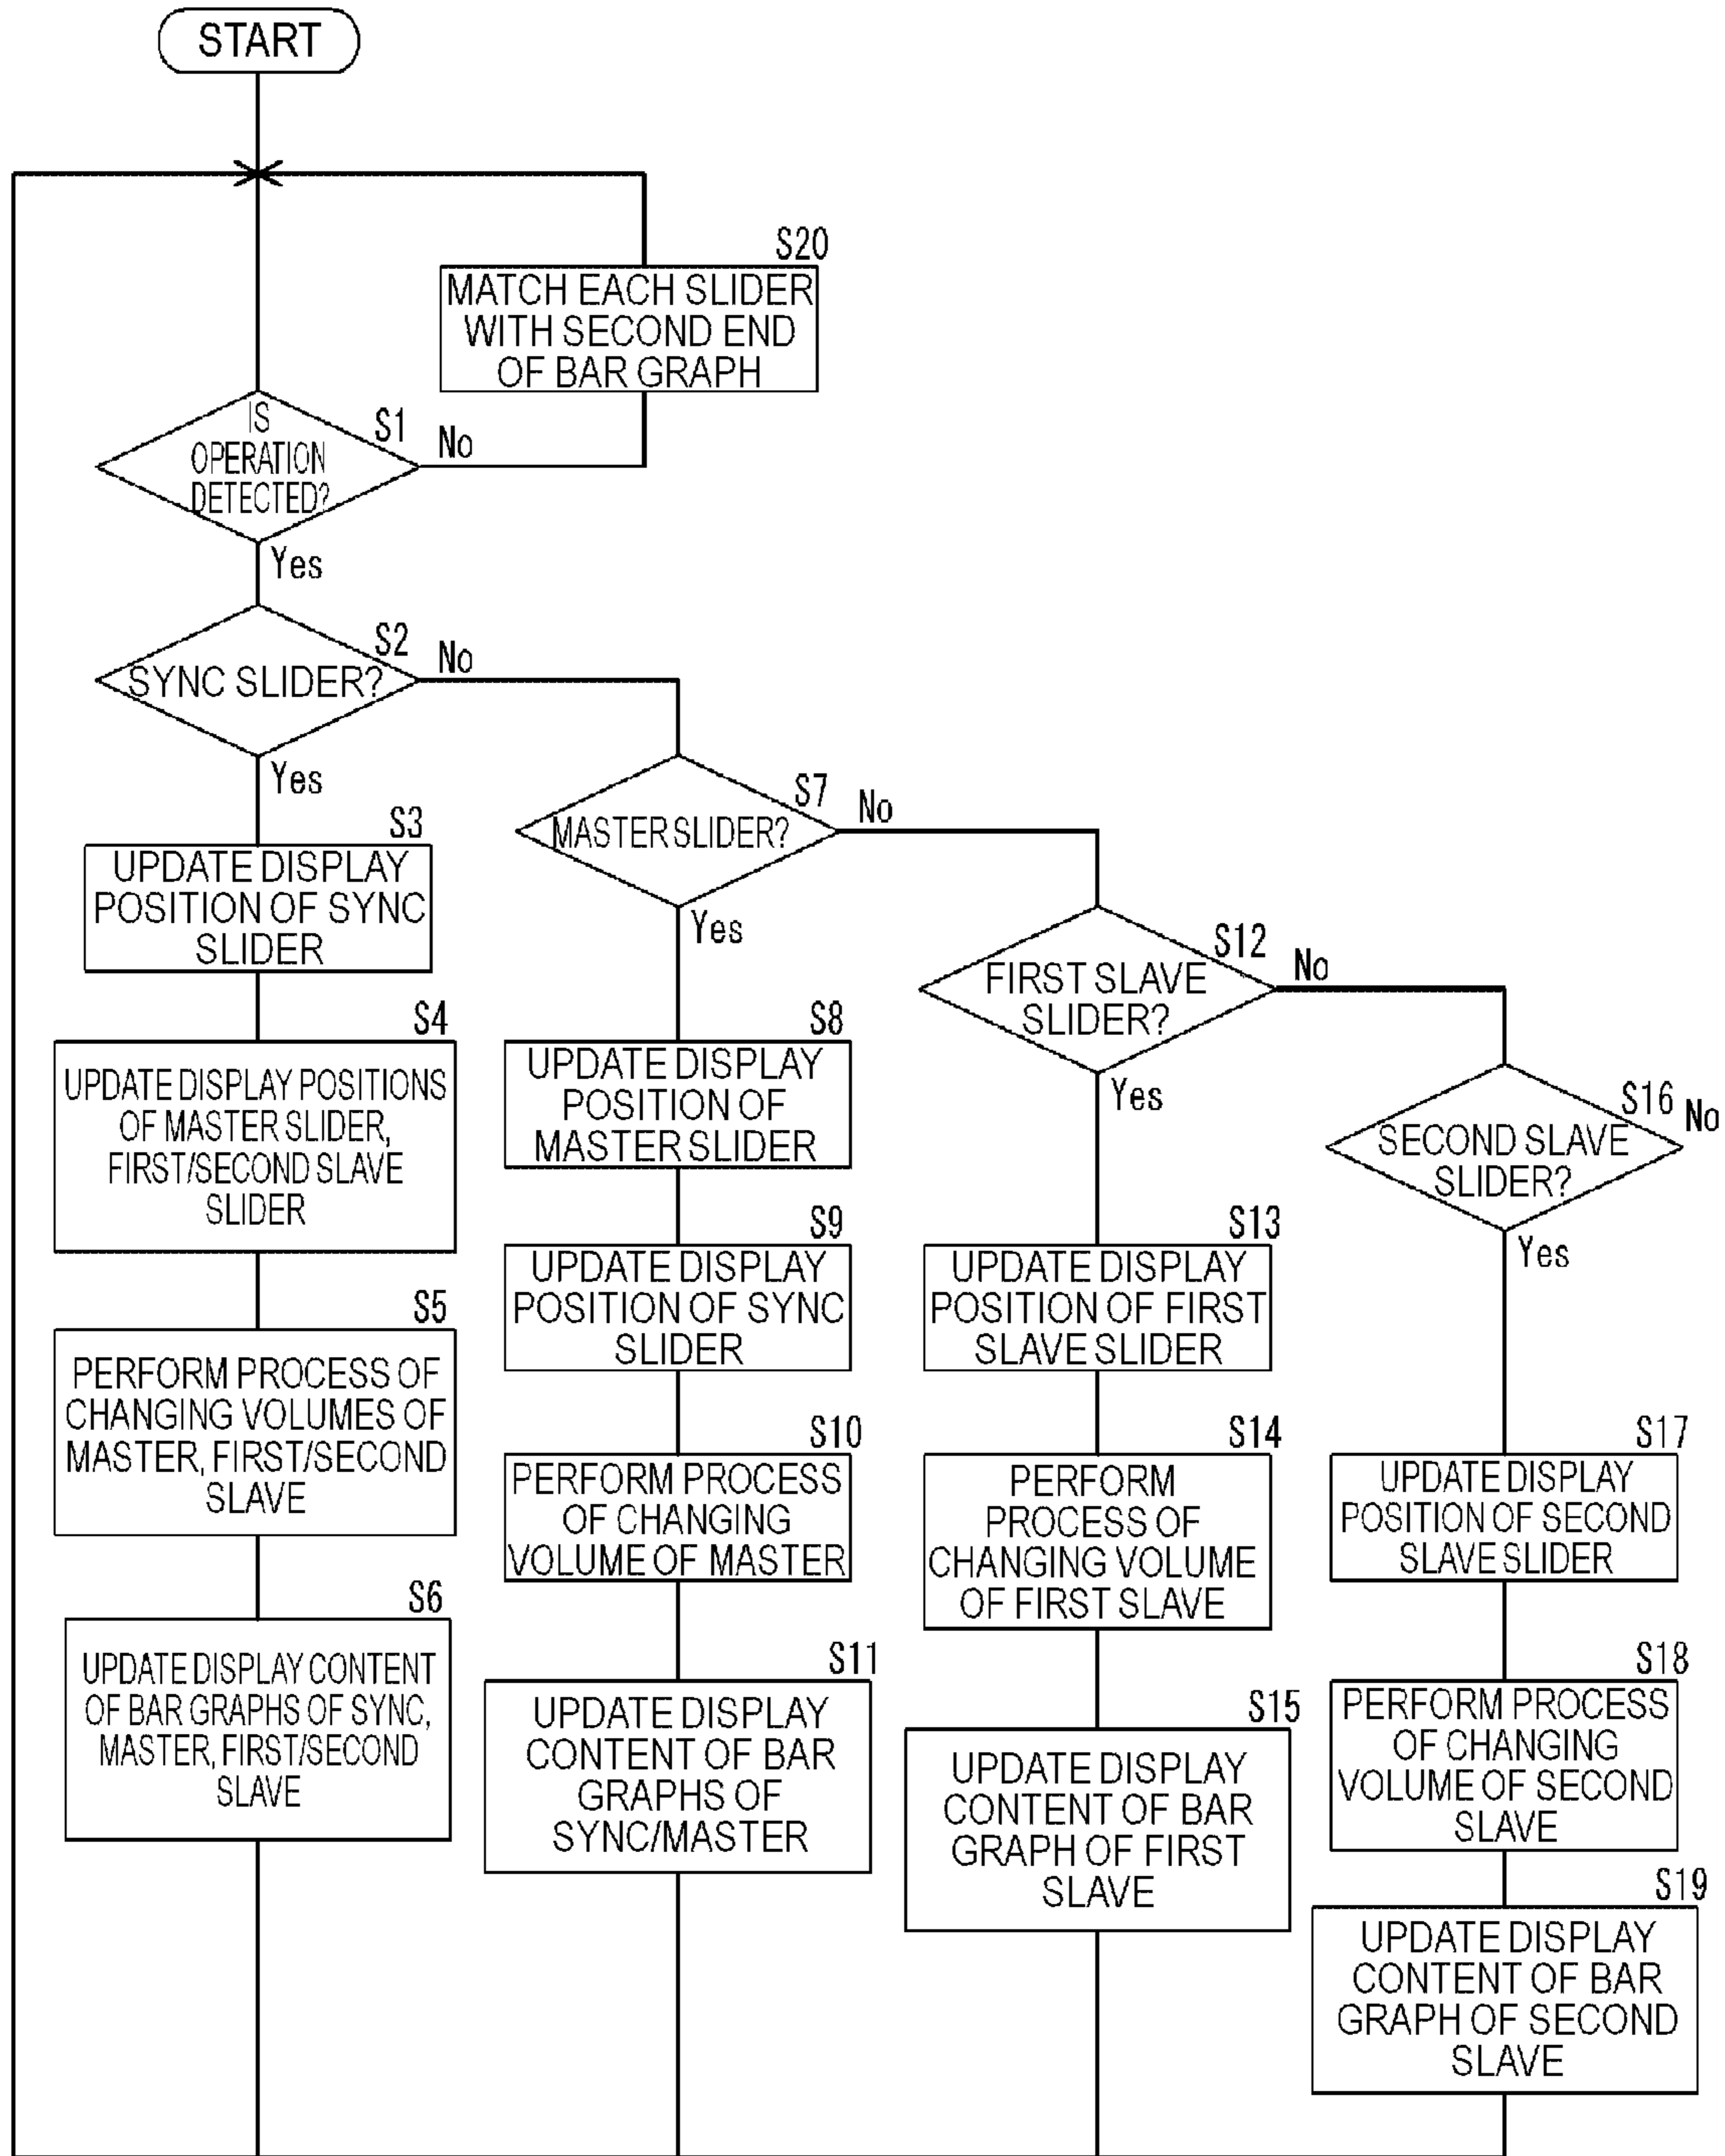 START
S20
MATCH EACH SLIDER
WITH SECOND END
OF BAR GRAPH
S1
IS
OPERATION
DETECTED?
No
Yes
S2
SYNC SLIDER?
No
Yes
S3
UPDATE DISPLAY
POSITION OF SYNC
SLIDER
S4
UPDATE DISPLAY POSITIONS
OF MASTER SLIDER,
FIRST/SECOND SLAVE
SLIDER
S5
PERFORM PROCESS OF
CHANGING VOLUMES OF
MASTER, FIRST/SECOND
SLAVE
S6
UPDATE DISPLAY CONTENT
OF BAR GRAPHS OF SYNC,
MASTER, FIRST/SECOND
SLAVE
S7
MASTER SLIDER?
No
Yes
S8
UPDATE DISPLAY
POSITION OF
MASTER SLIDER
S9
UPDATE DISPLAY
POSITION OF SYNC
SLIDER
S10
PERFORM PROCESS
OF CHANGING
VOLUME OF MASTER
S11
UPDATE DISPLAY
CONTENT OF BAR
GRAPHS OF
SYNC/MASTER
S12
FIRST SLAVE
SLIDER?
No
Yes
S13
UPDATE DISPLAY
POSITION OF FIRST
SLAVE SLIDER
S14
PERFORM
PROCESS OF
CHANGING VOLUME
OF FIRST SLAVE
S15
UPDATE DISPLAY
CONTENT OF BAR
GRAPH OF FIRST
SLAVE
S16
SECOND SLAVE
SLIDER?
No
Yes
S17
UPDATE DISPLAY
POSITION OF SECOND
SLAVE SLIDER
S18
PERFORM PROCESS
OF CHANGING
VOLUME OF SECOND
SLAVE
S19
UPDATE DISPLAY
CONTENT OF BAR
GRAPH OF SECOND
SLAVE